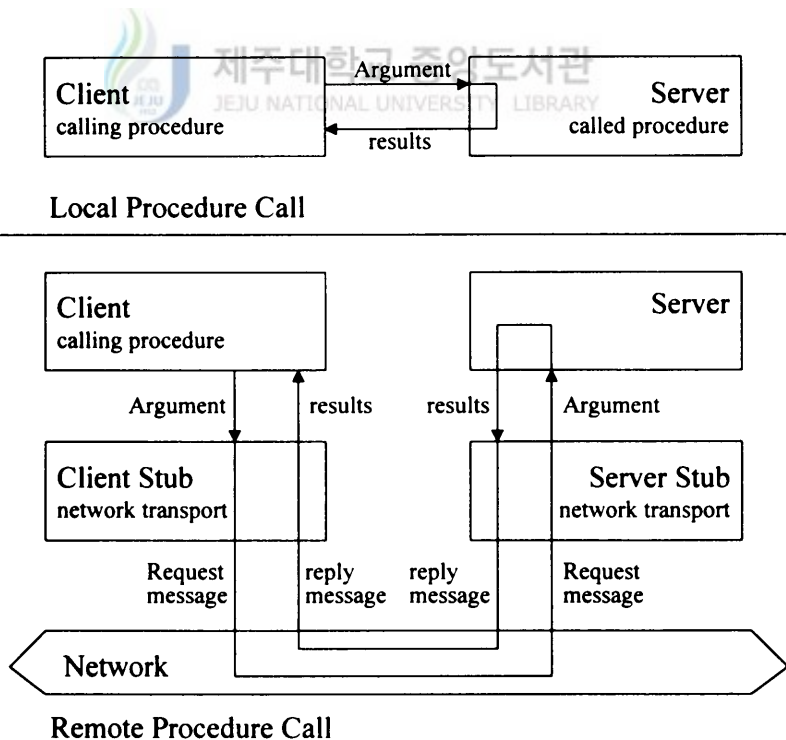 제주대학교 중앙도서관
JEJU NATIONAL UNIVERSITY LIBRARY
Client
calling procedure
Argument
results
Server
called procedure
Local Procedure Call
Client
calling procedure
Server
Argument
results
results
Argument
Client Stub
network transport
Server Stub
network transport
Request
message
reply
message
reply
message
Request
message
Network
Remote Procedure Call